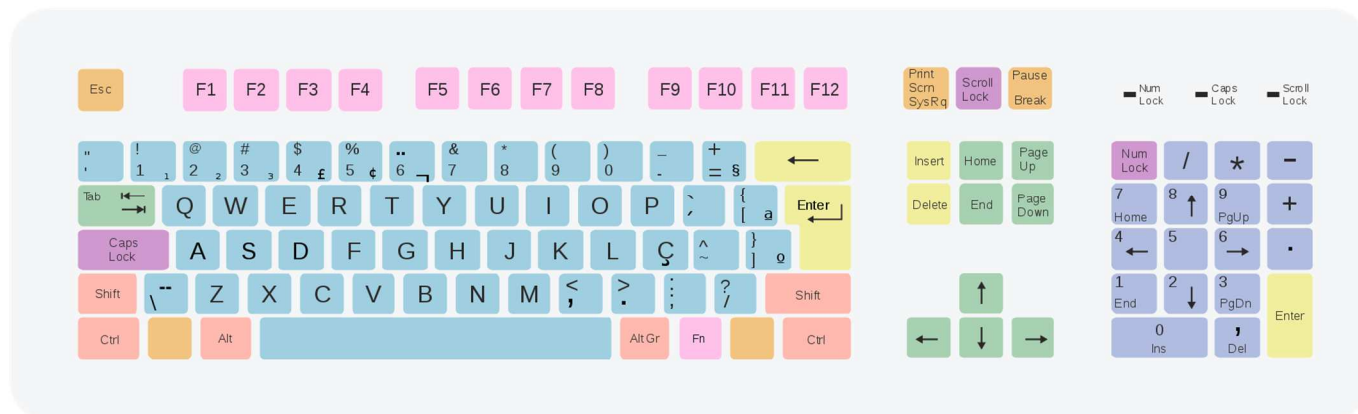 Esc F1 F2 F3 F4 F5 F6 F7 F8 F9 F10 F11 F12
Print Scrn SysRq
Scroll Lock
Pause Break
Num Lock
Caps Lock
Scroll Lock
" ! @ # $ % ¨ & * ( ) _ +
' 1 ¹ 2 ² 3 ³ 4 £ 5 ¢ 6 ¬ 7 8 9 0 - = § ←
Insert Home Page Up
Num Lock / * -
Tab Q W E R T Y U I O P ` ´ { [ ª Enter
Delete End Page Down
7 Home 8 ↑ 9 PgUp +
Caps Lock A S D F G H J K L Ç ^ ~ } ] º
4 ← 5 6 → .
Shift \ Z X C V B N M < , > . : ; ? / Shift
↑
1 End 2 ↓ 3 PgDn Enter
Ctrl Alt Alt Gr Fn Ctrl
← ↓ →
0 Ins , Del